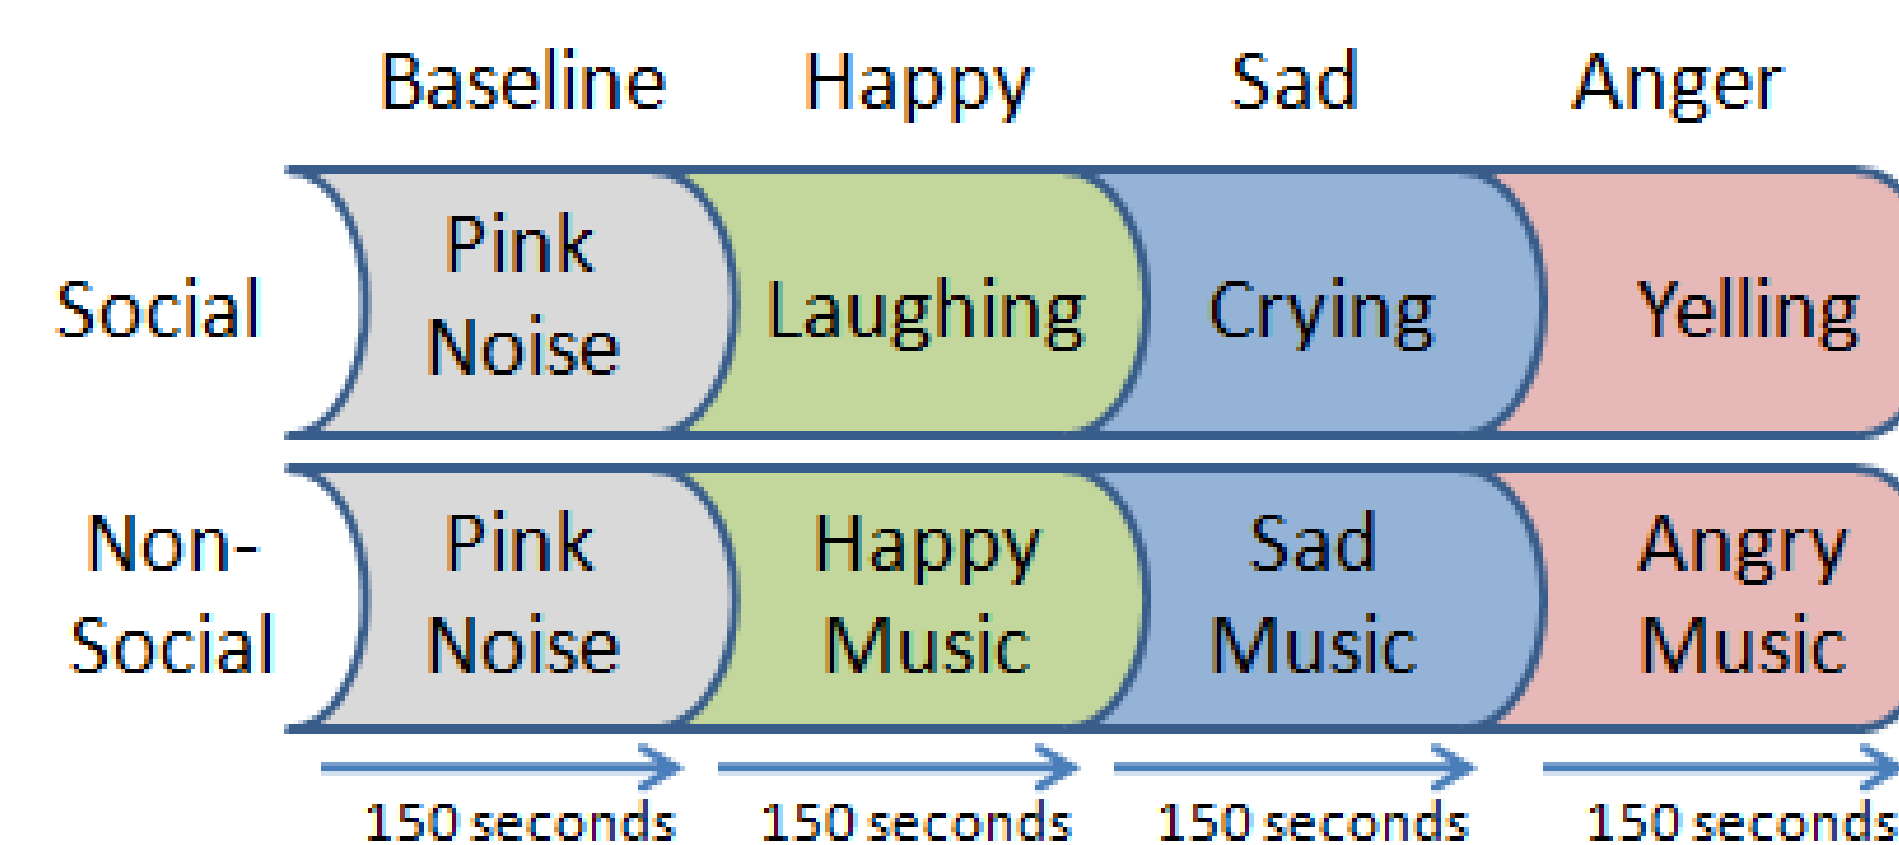 Baseline Happy Sad Anger
Social
Pink
Noise
Laughing
Crying
Yelling
Non-
Social
Pink
Noise
Happy
Music
Sad
Music
Angry
Music
150 seconds 150 seconds 150 seconds 150 seconds